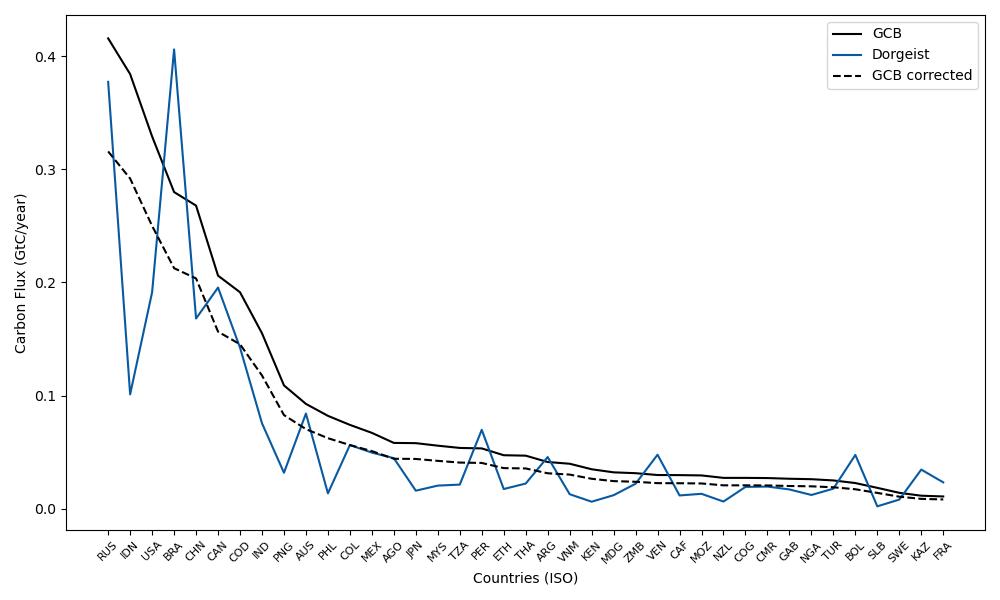 GCB
Dorgeist
GCB corrected
Carbon Flux (GtC/year)
0.4
0.3
0.2
0.1
0.0
RUS IDN USA BRA CHN CAN COD IND PNG AUS PHL COL MEX AGO JPN MYS TZA PER ETH THA ARG VNM KEN MDG ZMB VEN CAF MOZ NZL COG CMR GAB NGA TUR BOL SLB SWE KAZ FRA
Countries (ISO)